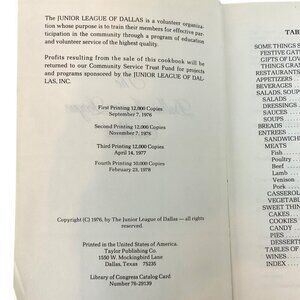 The JUNIOR LEAGUE OF DALLAS is a volunteer organiza-
tion whose purpose is to train their members for effective par-
ticipation in the community through a program of education
and volunteer service of the highest quality.
Profits resulting from the sale of this cookbook will be
returned to our Community Service Trust Fund for projects
and programs sponsored by the JUNIOR LEAGUE OF DAL-
LAS, INC.
First Printing 12,000 Copies
September 7, 1976
Second Printing 12,000 Copies
November 7, 1976
Third Printing 12,000 Copies
April 14, 1977
Fourth Printing 10,000 Copies
February 23, 1978
Copyright (C) 1976, by The Junior League of Dallas — all rights
reserved.
Printed in the United States of America.
Taylor Publishing Co.
1550 W. Mockingbird Lane
Dallas, Texas 75235
Library of Congress Catalog Card.
Number 76-29139
TABL
SOME THINGS S
FESTIVE GATH
GIFTS OF LOV
THINGS GRAN
RESTAURANT
APPETIZERS
BEVERAGES
SALADS, SOUP
SALADS
DRESSINGS
SAUCES
SOUPS
BREADS
ENTREES
SANDWICH
MEATS
Fish
Poultry
Beef
Lamb
Venison
Pork
CASSEROL
VEGETABL
SWEET THIN
CAKES
COOKIES
CANDY
PIES
DESSERT
TABLES OF
WINES
INDEX